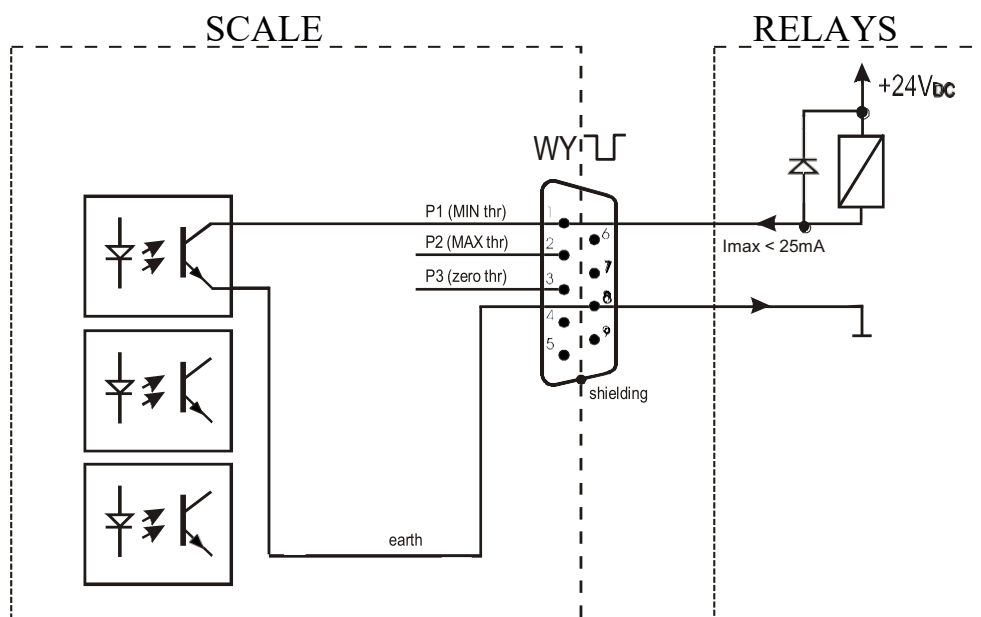 SCALE
RELAYS
+24VDC
WY
P1 (MIN thr)
1
P2 (MAX thr)
2
6
Imax < 25mA
P3 (zero thr)
3
7
8
4
9
5
shielding
earth